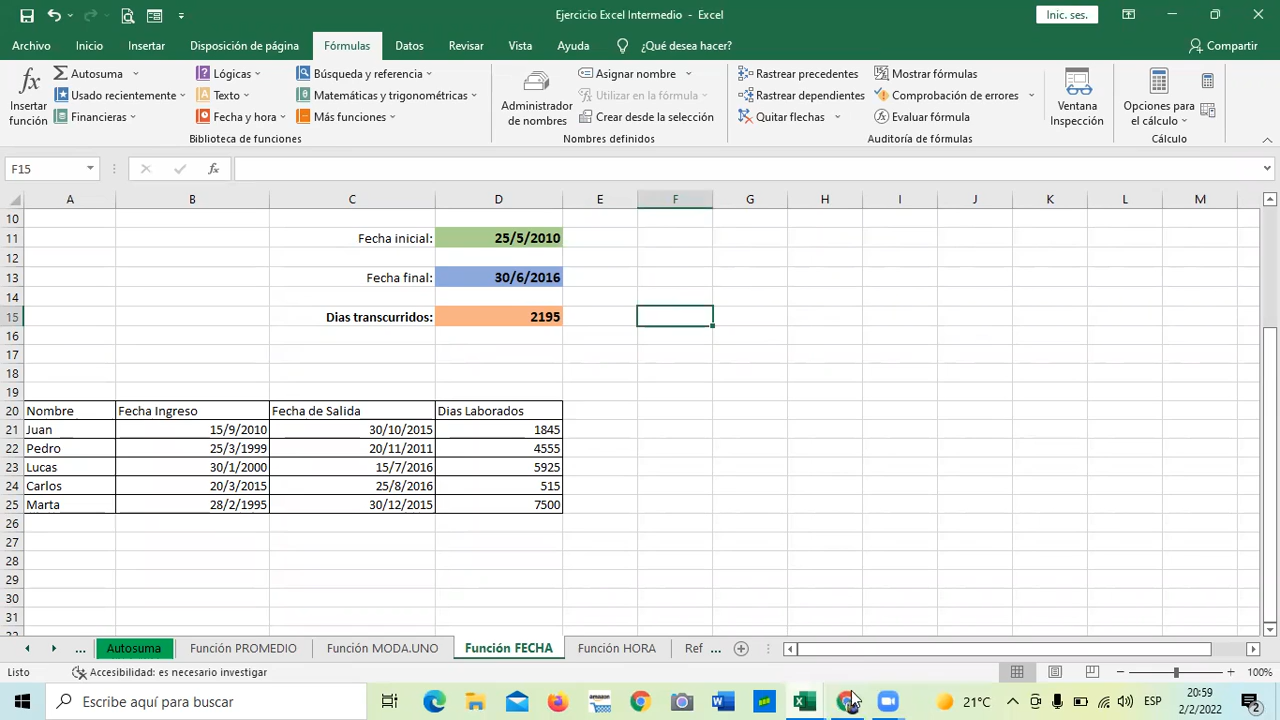 Ejercicio Excel Intermedio - Excel
Inic. ses.
Archivo Inicio Insertar Disposición de página Fórmulas Datos Revisar Vista Ayuda ¿Qué desea hacer? Compartir
Insertar función
Autosuma
Usado recientemente
Financieras
Lógicas
Texto
Fecha y hora
Búsqueda y referencia
Matemáticas y trigonométricas
Más funciones
Biblioteca de funciones
Administrador de nombres
Asignar nombre
Utilizar en la fórmula
Crear desde la selección
Nombres definidos
Rastrear precedentes
Rastrear dependientes
Quitar flechas
Mostrar fórmulas
Comprobación de errores
Evaluar fórmula
Auditoría de fórmulas
Ventana Inspección
Opciones para el cálculo
Cálculo
F15 fx
A B C D E F G H I J K L M
10
11 Fecha inicial: 25/5/2010
12
13 Fecha final: 30/6/2016
14
15 Dias transcurridos: 2195
16
17
18
19
20 Nombre Fecha Ingreso Fecha de Salida Dias Laborados
21 Juan 15/9/2010 30/10/2015 1845
22 Pedro 25/3/1999 20/11/2011 4555
23 Lucas 30/1/2000 15/7/2016 5925
24 Carlos 20/3/2015 25/8/2016 515
25 Marta 28/2/1995 30/12/2015 7500
26
27
28
29
30
31
... Autosuma Función PROMEDIO Función MODA.UNO Función FECHA Función HORA Ref ...
Listo Accesibilidad: es necesario investigar 100%
Escribe aquí para buscar 21°C ESP 20:59
2/2/2022 2